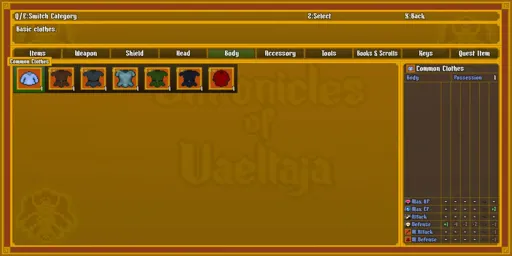 Q/E:Switch Category
Z:Select
X:Back
Basic clothes.
Items
Weapon
Shield
Head
Body
Accessory
Tools
Books & Scrolls
Keys
Quest Item
Common Clothes
Chronicles
of
Vaeltaja
Common Clothes
Body
Possession
1
Max HP
Max EP
Attack
Defense
M Attack
M Defense